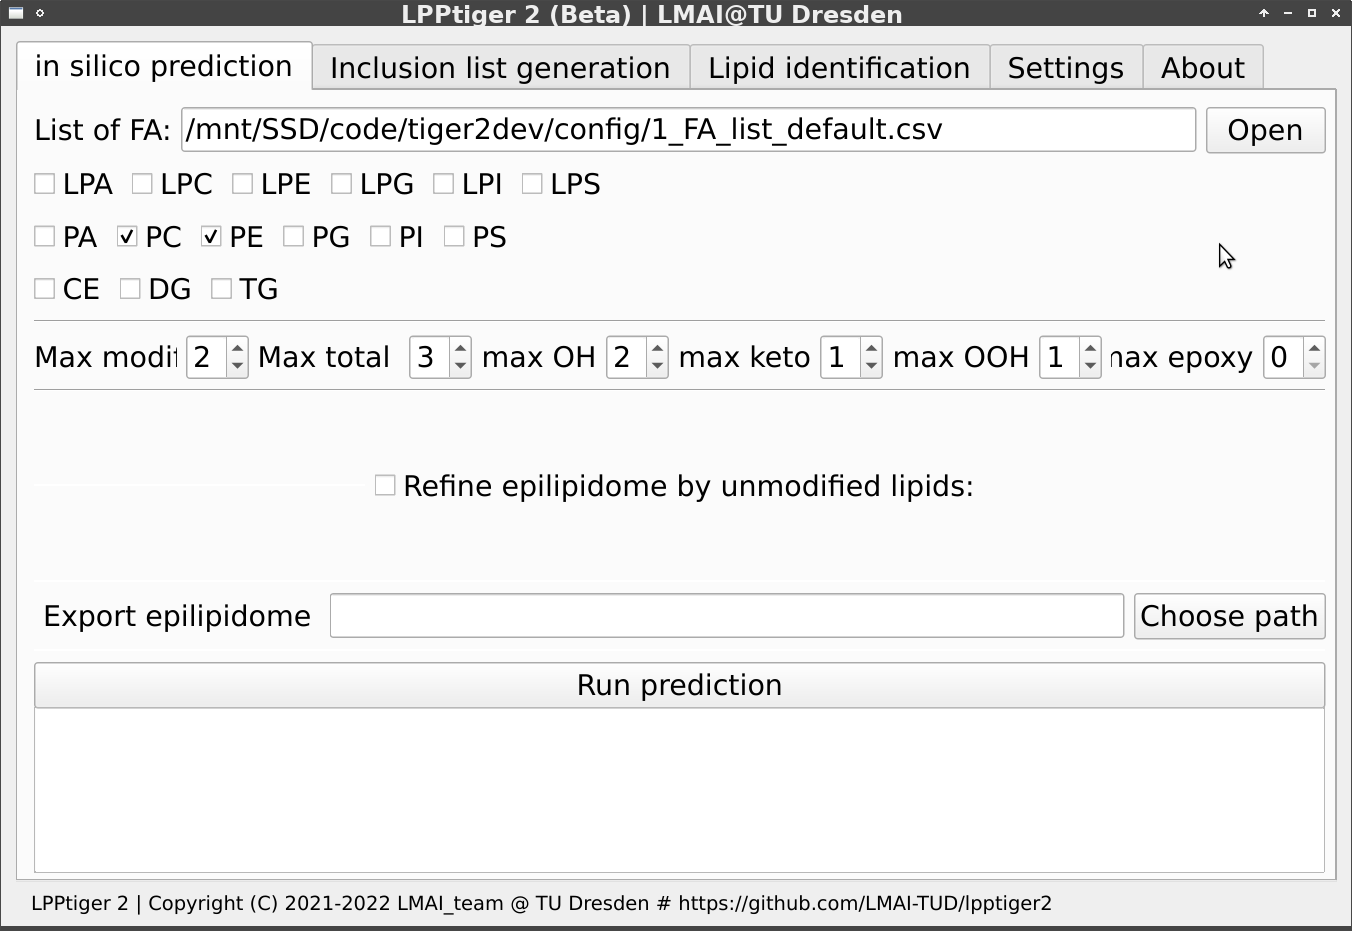 LPPtiger 2 (Beta) | LMAI@TU Dresden
in silico prediction Inclusion list generation Lipid identification Settings About
List of FA: /mnt/SSD/code/tiger2dev/config/1_FA_list_default.csv Open
LPA LPC LPE LPG LPI LPS
PA PC PE PG PI PS
CE DG TG
Max modif 2 Max total 3 max OH 2 max keto 1 max OOH 1 max epoxy 0
Refine epilipidome by unmodified lipids:
Export epilipidome Choose path
Run prediction
LPPtiger 2 | Copyright (C) 2021-2022 LMAI_team @ TU Dresden # https://github.com/LMAI-TUD/lpptiger2